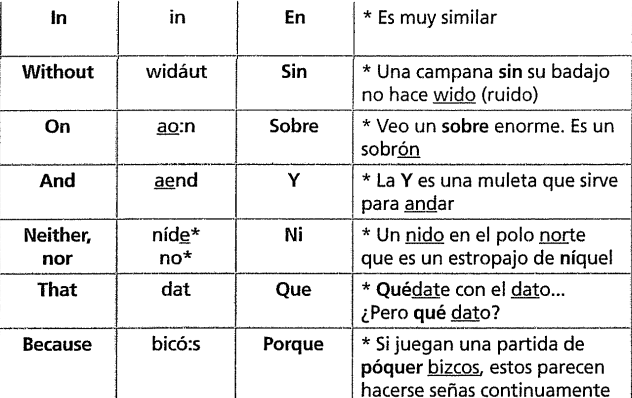 In in En * Es muy similar
Without widáut Sin * Una campana sin su badajo
no hace wido (ruido)
On ao:n Sobre * Veo un sobre enorme. Es un
sobrón
And aend Y * La Y es una muleta que sirve
para andar
Neither, níde* Ni * Un nido en el polo norte
nor no* que es un estropajo de níquel
That dat Que * Quédate con el dato...
¿Pero qué dato?
Because bicó:s Porque * Si juegan una partida de
póquer bizcos, estos parecen
hacerse señas continuamente